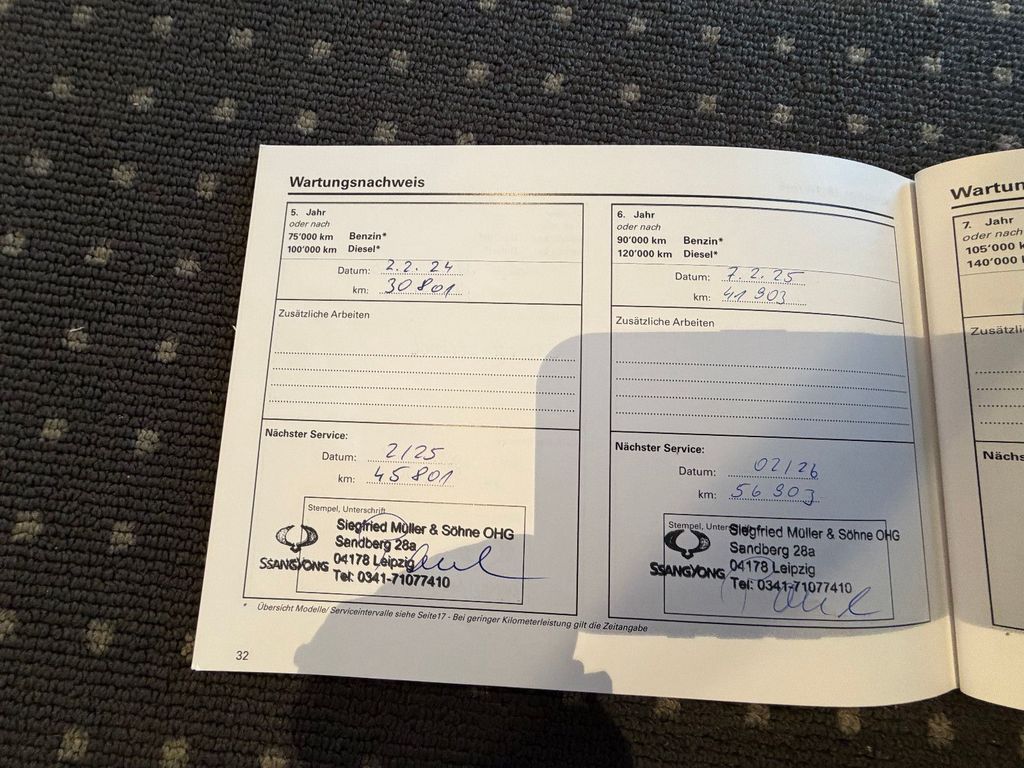 Wartungsnachweis
5. Jahr
oder nach
75'000 km Benzin*
100'000 km Diesel*
Datum: 2.2.24
km: 30801
Zusätzliche Arbeiten
Nächster Service:
Datum: 2/25
km: 45801
Stempel, Unterschrift
SSANGYONG
Siegfried Müller & Söhne OHG
Sandberg 28a
04178 Leipzig
Tel: 0341-71077410
6. Jahr
oder nach
90'000 km Benzin*
120'000 km Diesel*
Datum: 7.2.25
km: 41903
Zusätzliche Arbeiten
Nächster Service:
Datum: 02/26
km: 56903
Stempel, Unters
SSANGYONG
Siegfried Müller & Söhne OHG
Sandberg 28a
04178 Leipzig
Tel: 0341-71077410
* Übersicht Modelle/ Serviceintervalle siehe Seite17 - Bei geringer Kilometerleistung gilt die Zeitangabe
32
Wartun
7. Jahr
oder nach
105'000 k
140'000
Zusätzli
Nächs